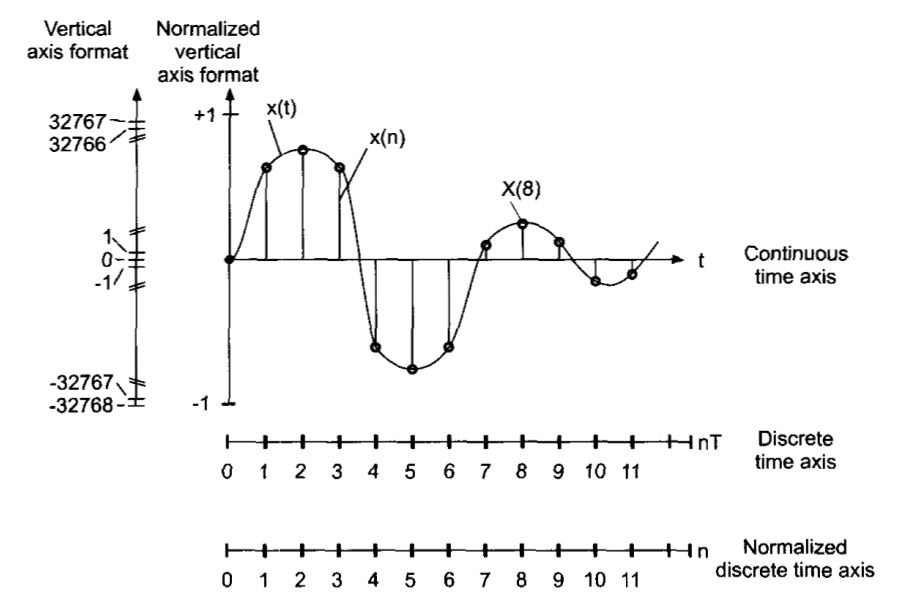 Vertical
axis format
Normalized
vertical
axis format
32767
32766
1
0
-1
-32767
-32768
+1
-1
x(t)
x(n)
X(8)
t
Continuous
time axis
nT
0 1 2 3 4 5 6 7 8 9 10 11
Discrete
time axis
n
0 1 2 3 4 5 6 7 8 9 10 11
Normalized
discrete time axis